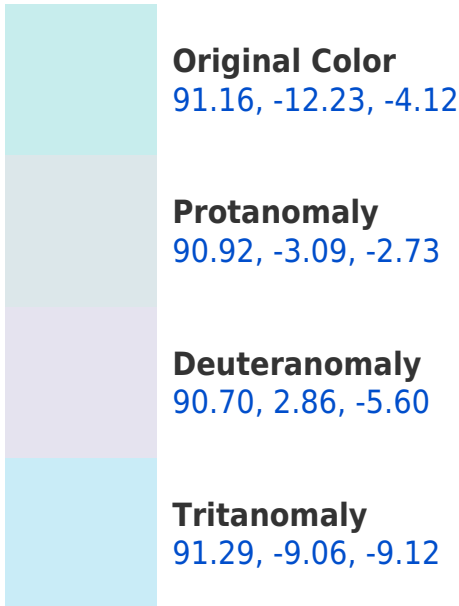 Original Color
91.16, -12.23, -4.12
Protanomaly
90.92, -3.09, -2.73
Deuteranomaly
90.70, 2.86, -5.60
Tritanomaly
91.29, -9.06, -9.12